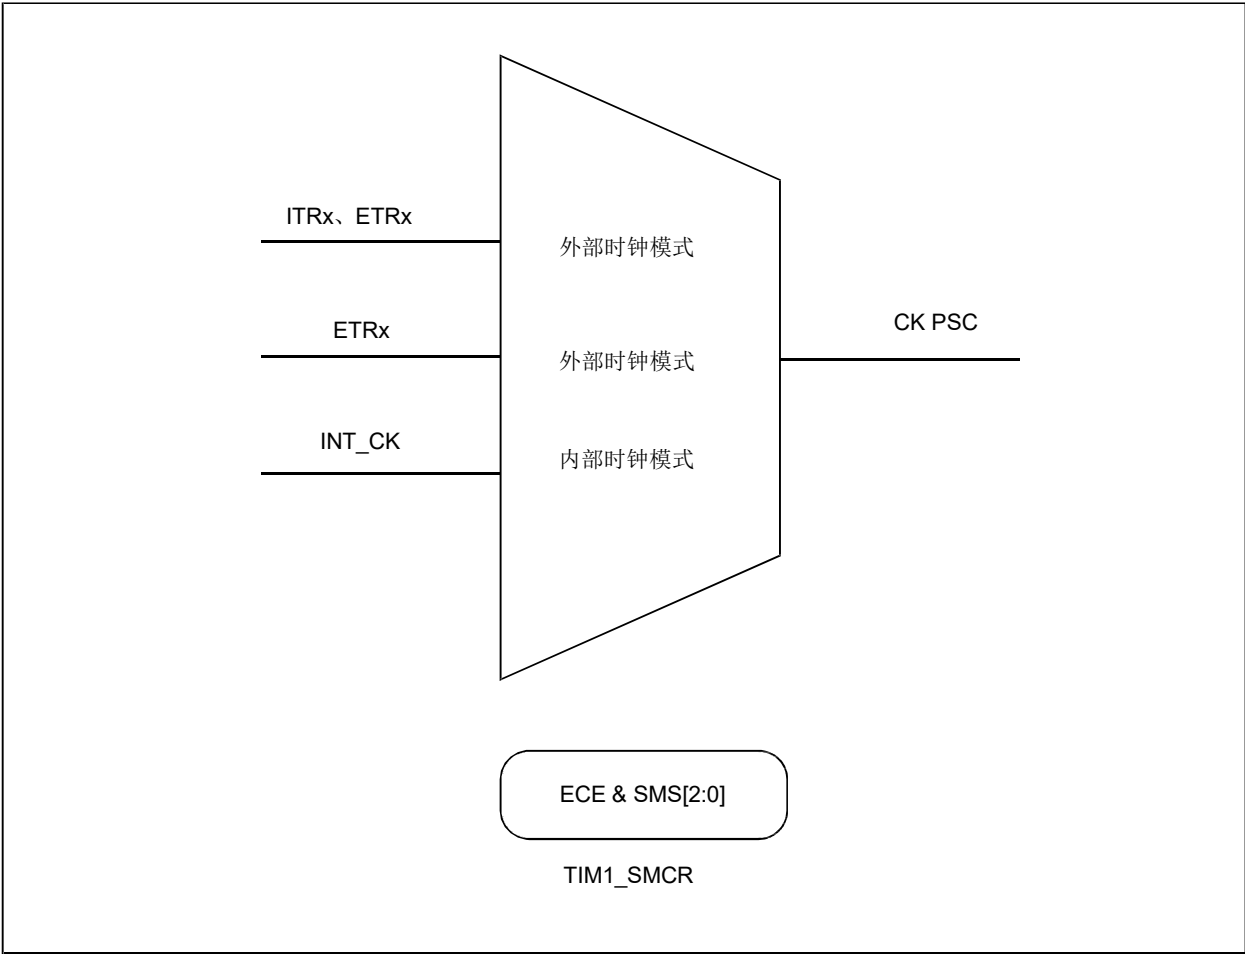 ITRx、ETRx
外部时钟模式
ETRx
外部时钟模式
CK PSC
INT_CK
内部时钟模式
ECE & SMS[2:0]
TIM1_SMCR